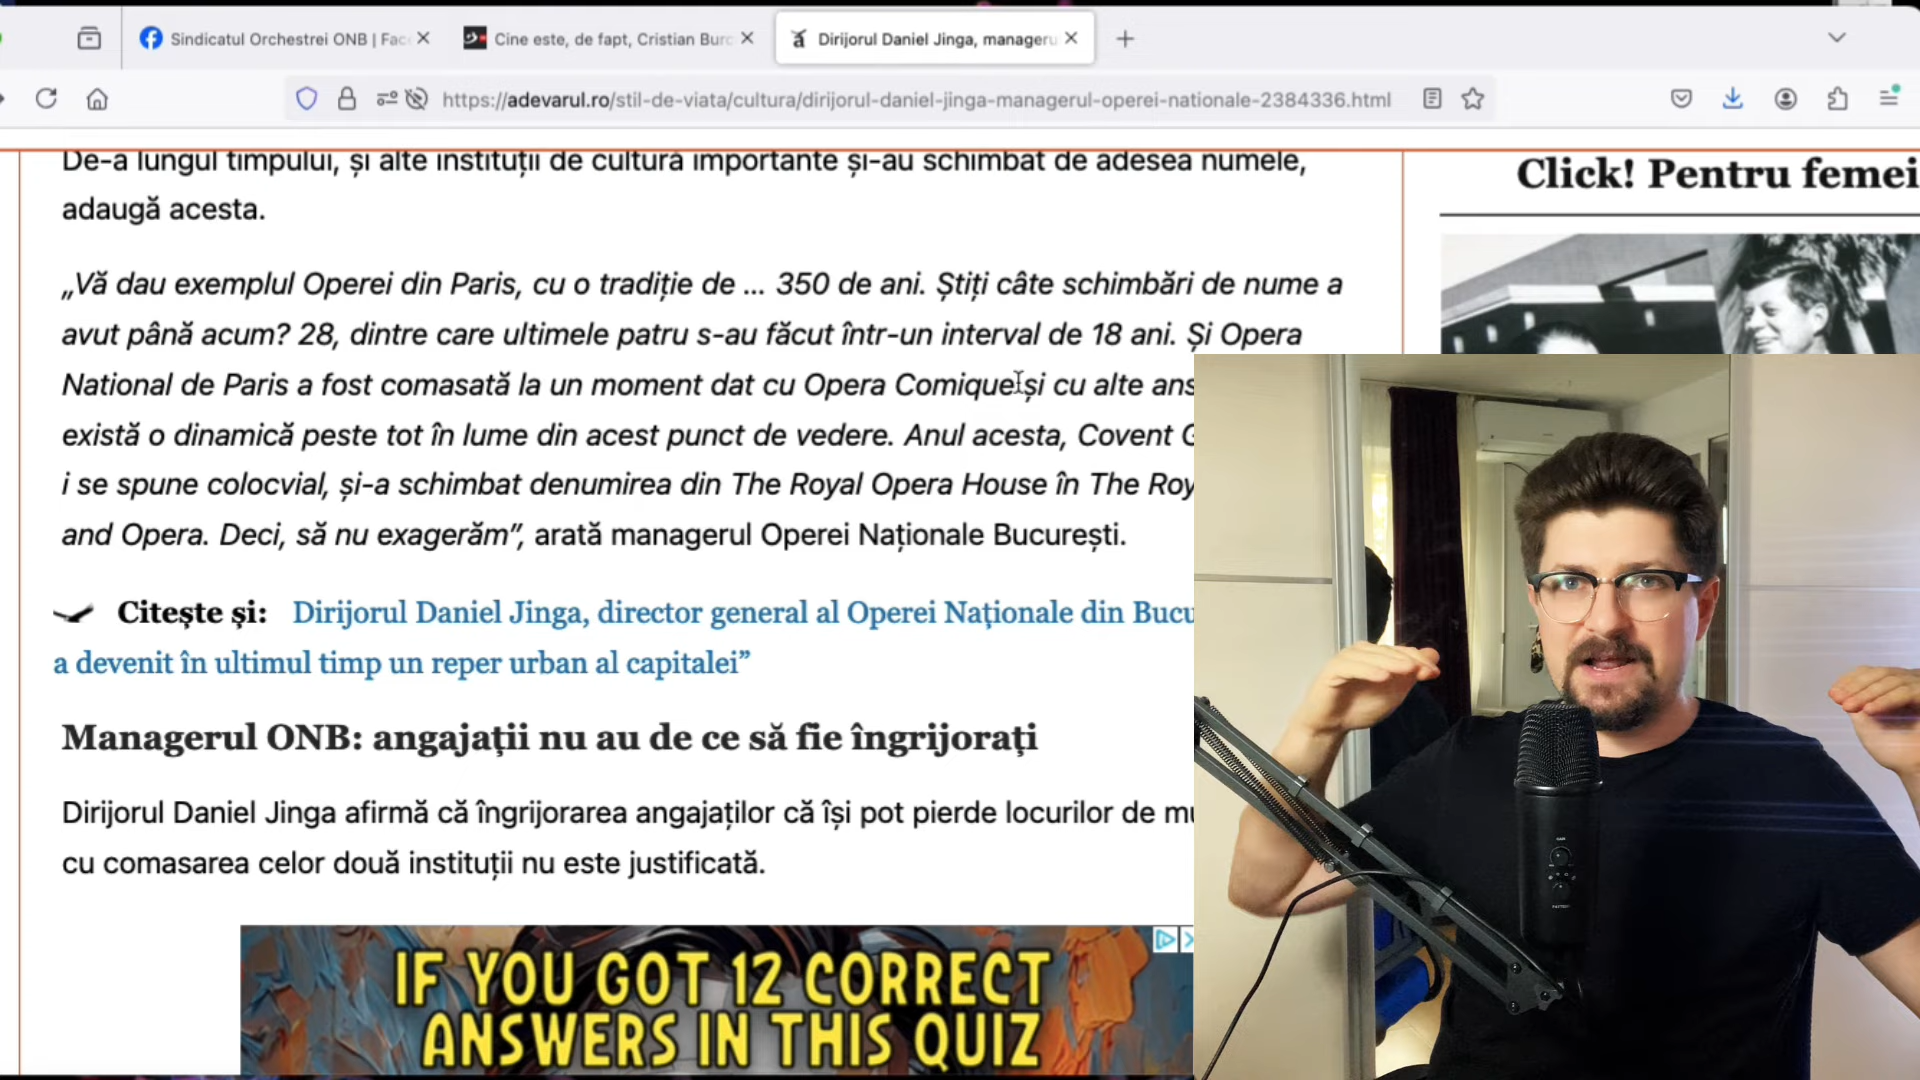 Sindicatul Orchestrei ONB | Fac
Cine este, de fapt, Cristian Burc
Dirijorul Daniel Jinga, manageru
https://adevarul.ro/stil-de-viata/cultura/dirijorul-daniel-jinga-managerul-operei-nationale-2384336.html
De-a lungul timpului, și alte instituții de cultură importante și-au schimbat de adesea numele,
adaugă acesta.
„Vă dau exemplul Operei din Paris, cu o tradiție de ... 350 de ani. Știți câte schimbări de nume a
avut până acum? 28, dintre care ultimele patru s-au făcut într-un interval de 18 ani. Și Opera
National de Paris a fost comasată la un moment dat cu Opera Comique și cu alte ans
există o dinamică peste tot în lume din acest punct de vedere. Anul acesta, Covent G
i se spune colocvial, și-a schimbat denumirea din The Royal Opera House în The Roy
and Opera. Deci, să nu exagerăm”, arată managerul Operei Naționale București.
Citește și: Dirijorul Daniel Jinga, director general al Operei Naționale din Bucu
a devenit în ultimul timp un reper urban al capitalei”
Managerul ONB: angajații nu au de ce să fie îngrijorați
Dirijorul Daniel Jinga afirmă că îngrijorarea angajaților că își pot pierde locurilor de mu
cu comasarea celor două instituții nu este justificată.
IF YOU GOT 12 CORRECT
ANSWERS IN THIS QUIZ
Click! Pentru femei